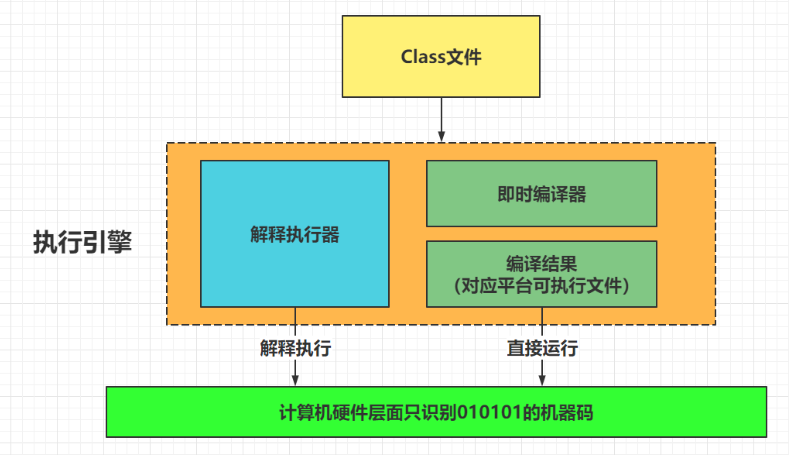 Class文件
执行引擎
解释执行器
即时编译器
编译结果
（对应平台可执行文件）
解释执行
直接运行
计算机硬件层面只识别010101的机器码